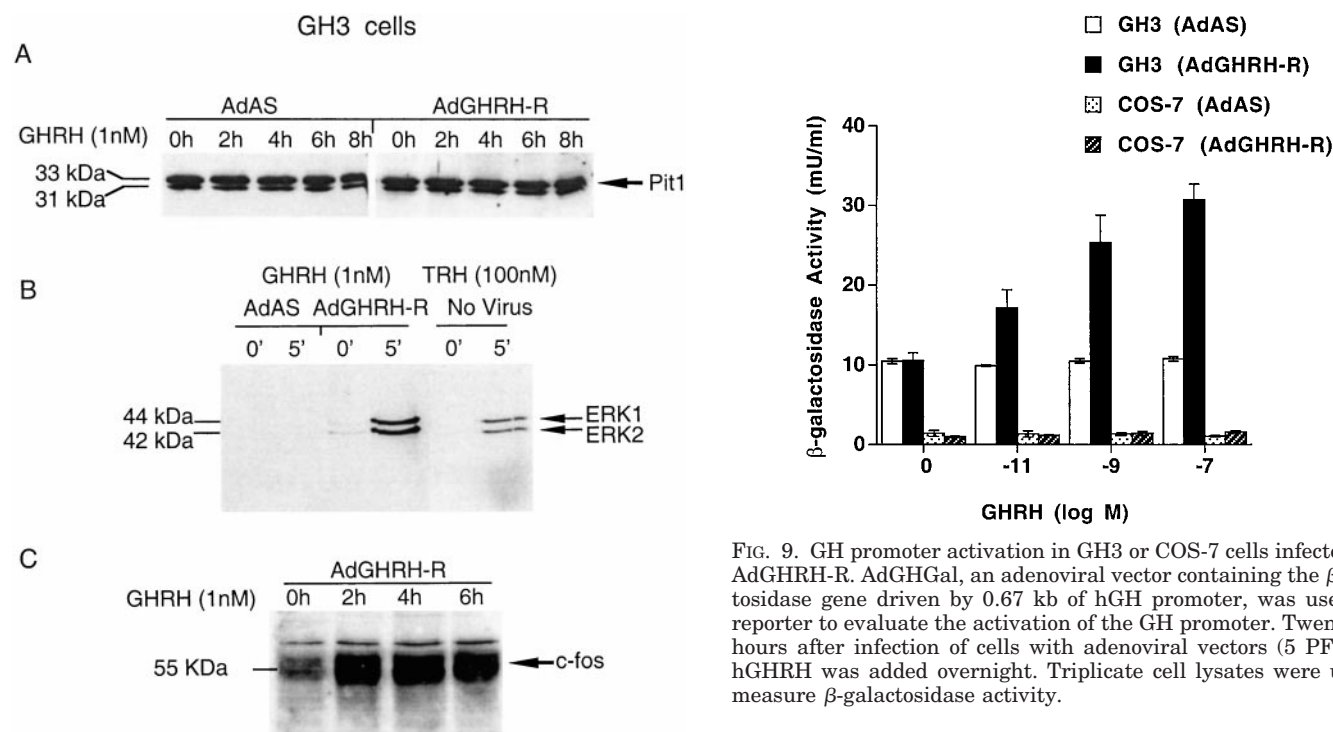 GH3 cells
A
AdAS AdGHRH-R
GHRH (1nM) 0h 2h 4h 6h 8h 0h 2h 4h 6h 8h
33 kDa
31 kDa
Pit1
B
GHRH (1nM) TRH (100nM)
AdAS AdGHRH-R No Virus
0' 5' 0' 5' 0' 5'
44 kDa
42 kDa
ERK1
ERK2
C
AdGHRH-R
GHRH (1nM) 0h 2h 4h 6h
55 KDa
c-fos
GH3 (AdAS)
GH3 (AdGHRH-R)
COS-7 (AdAS)
COS-7 (AdGHRH-R)
β-galactosidase Activity (mU/ml)
40
30
20
10
0
0 -11 -9 -7
GHRH (log M)
FIG. 9. GH promoter activation in GH3 or COS-7 cells infecte
AdGHRH-R. AdGHGal, an adenoviral vector containing the β-
tosidase gene driven by 0.67 kb of hGH promoter, was use
reporter to evaluate the activation of the GH promoter. Twen
hours after infection of cells with adenoviral vectors (5 PF
hGHRH was added overnight. Triplicate cell lysates were u
measure β-galactosidase activity.